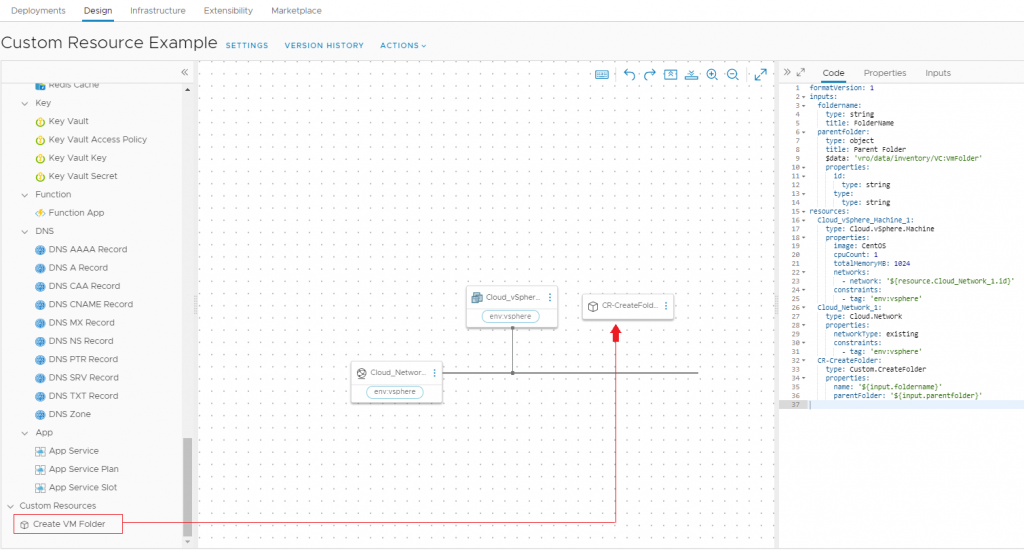 Deployments Design Infrastructure Extensibility Marketplace
Custom Resource Example SETTINGS VERSION HISTORY ACTIONS
Redis Cache
Key
Key Vault
Key Vault Access Policy
Key Vault Key
Key Vault Secret
Function
Function App
DNS
DNS AAAA Record
DNS A Record
DNS CAA Record
DNS CNAME Record
DNS MX Record
DNS NS Record
DNS PTR Record
DNS SRV Record
DNS TXT Record
DNS Zone
App
App Service
App Service Plan
App Service Slot
Custom Resources
Create VM Folder
Cloud_vSpher...
env:vsphere
CR-CreateFold...
Cloud_Networ...
env:vsphere
Code Properties Inputs
1 formatVersion: 1
2 inputs:
3 foldername:
4 type: string
5 title: FolderName
6 parentfolder:
7 type: object
8 title: Parent Folder
9 $data: 'vro/data/inventory/VC:VmFolder'
10 properties:
11 id:
12 type: string
13 type:
14 type: string
15 resources:
16 Cloud_vSphere_Machine_1:
17 type: Cloud.vSphere.Machine
18 properties:
19 image: CentOS
20 cpuCount: 1
21 totalMemoryMB: 1024
22 networks:
23 - network: '${resource.Cloud_Network_1.id}'
24 constraints:
25 - tag: 'env:vsphere'
26 Cloud_Network_1:
27 type: Cloud.Network
28 properties:
29 networkType: existing
30 constraints:
31 - tag: 'env:vsphere'
32 CR-CreateFolder:
33 type: Custom.CreateFolder
34 properties:
35 name: '${input.foldername}'
36 parentFolder: '${input.parentfolder}'
37